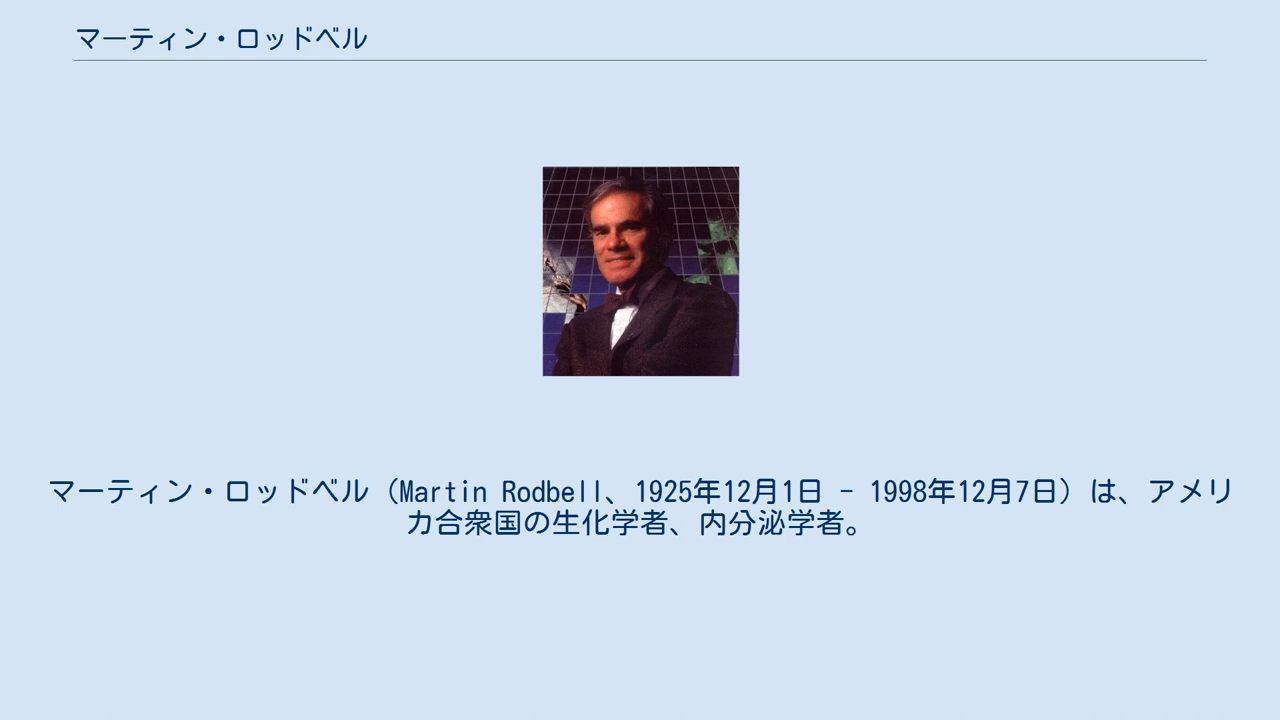 マーティン・ロッドベル
マーティン・ロッドベル（Martin Rodbell、1925年12月1日 - 1998年12月7日）は、アメリ
カ合衆国の生化学者、内分泌学者。